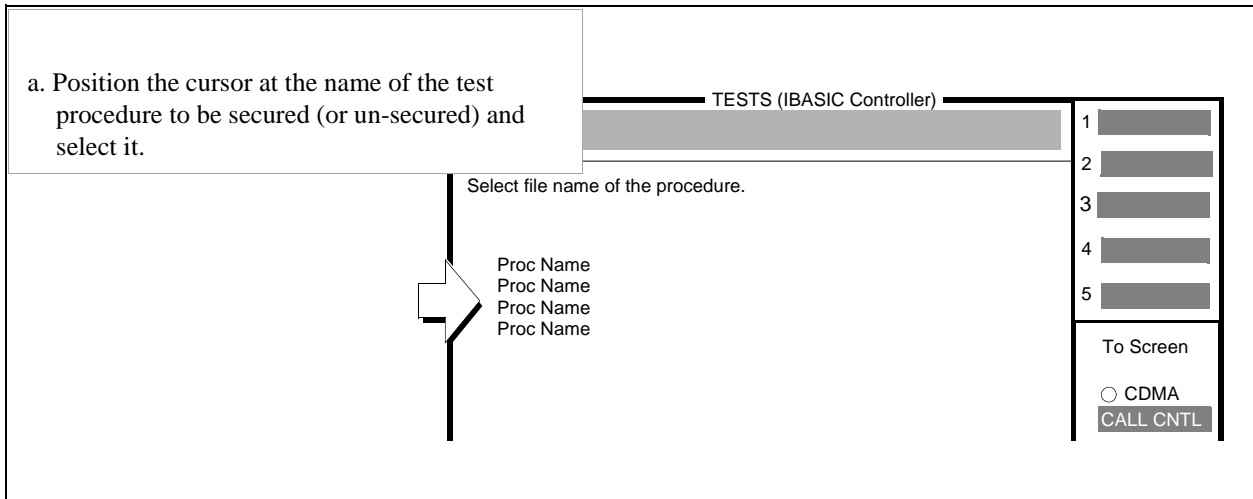 a. Position the cursor at the name of the test
procedure to be secured (or un-secured) and
select it.
TESTS (IBASIC Controller)
Select file name of the procedure.
Proc Name
Proc Name
Proc Name
Proc Name
1
2
3
4
5
To Screen
CDMA
CALL CNTL